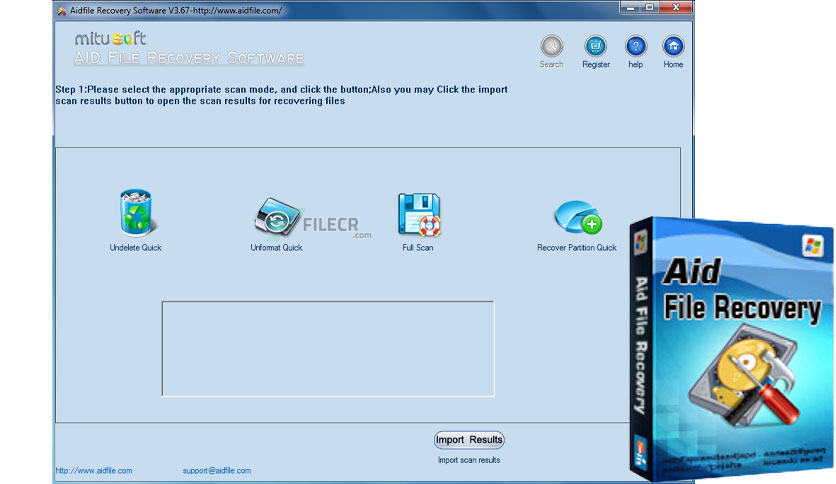 Aidfile Recovery Software V3.67-http://www.aidfile.com/
mitusoft
AID FILE RECOVERY SOFTWARE
Search Register help Home
Step 1:Please select the appropriate scan mode, and click the button;Also you may Click the import
scan results button to open the scan results for recovering files
FILECR
.com
Undelete Quick Unformat Quick Full Scan Recover Partition Quick
Aid
File Recovery
Aid File Recovery
Import Results
Import scan results
http://www.aidfile.com support@aidfile.com